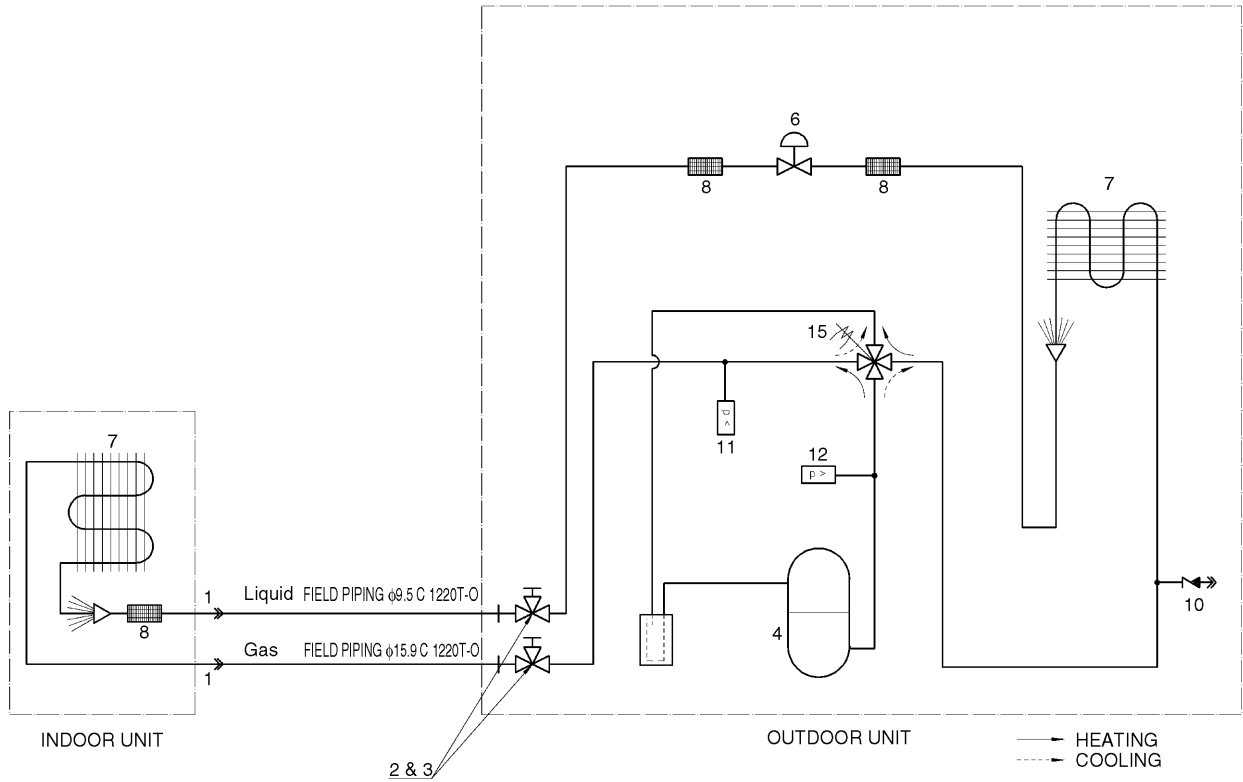 6
8
8
7
15
11
p <
12
p >
7
8
1
Liquid FIELD PIPING φ9.5 C 1220T-O
Gas FIELD PIPING φ15.9 C 1220T-O
1
4
10
INDOOR UNIT
OUTDOOR UNIT
2 & 3
HEATING
COOLING